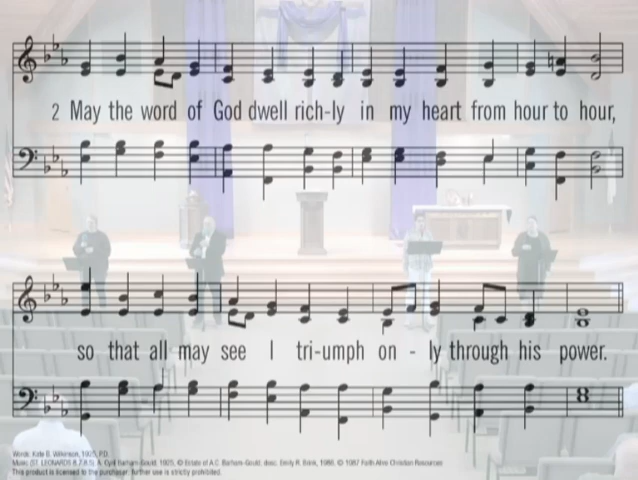 2 May the word of God dwell rich-ly in my heart from hour to hour,
so that all may see I tri-umph on - ly through his power.
Words: Kate B. Wilkinson, 1925, P.D.
Music (ST. LEONARDS 8.7.8.5): A. Cyril Barham-Gould, 1925, © Estate of A.C. Barham-Gould; desc. Emily R. Brink, 1986, © 1987 Faith Alive Christian Resources
This product is licensed to the purchaser; further use is strictly prohibited.